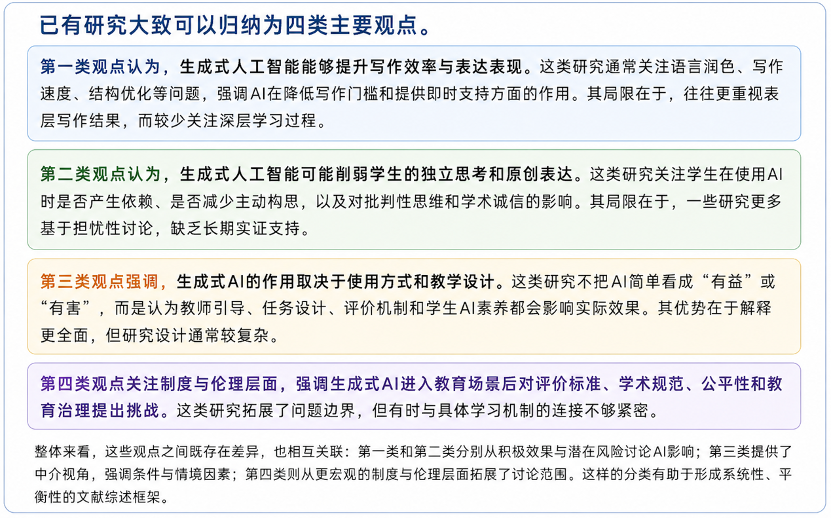 已有研究大致可以归纳为四类主要观点。
第一类观点认为，生成式人工智能能够提升写作效率与表达表现。这类研究通常关注语言润色、写作
速度、结构优化等问题，强调AI在降低写作门槛和提供即时支持方面的作用。其局限在于，往往更重视表
层写作结果，而较少关注深层学习过程。
第二类观点认为，生成式人工智能可能削弱学生的独立思考和原创表达。这类研究关注学生在使用AI
时是否产生依赖、是否减少主动构思，以及对批判性思维和学术诚信的影响。其局限在于，一些研究更多
基于担忧性讨论，缺乏长期实证支持。
第三类观点强调，生成式AI的作用取决于使用方式和教学设计。这类研究不把AI简单看成“有益”或
“有害”，而是认为教师引导、任务设计、评价机制和学生AI素养都会影响实际效果。其优势在于解释
更全面，但研究设计通常较复杂。
第四类观点关注制度与伦理层面，强调生成式AI进入教育场景后对评价标准、学术规范、公平性和教
育治理提出挑战。这类研究拓展了问题边界，但有时与具体学习机制的连接不够紧密。
整体来看，这些观点之间既存在差异，也相互关联：第一类和第二类分别从积极效果与潜在风险讨论AI影响；第三类提供了
中介视角，强调条件与情境因素；第四类则从更宏观的制度与伦理层面拓展了讨论范围。这样的分类有助于形成系统性、平
衡性的文献综述框架。